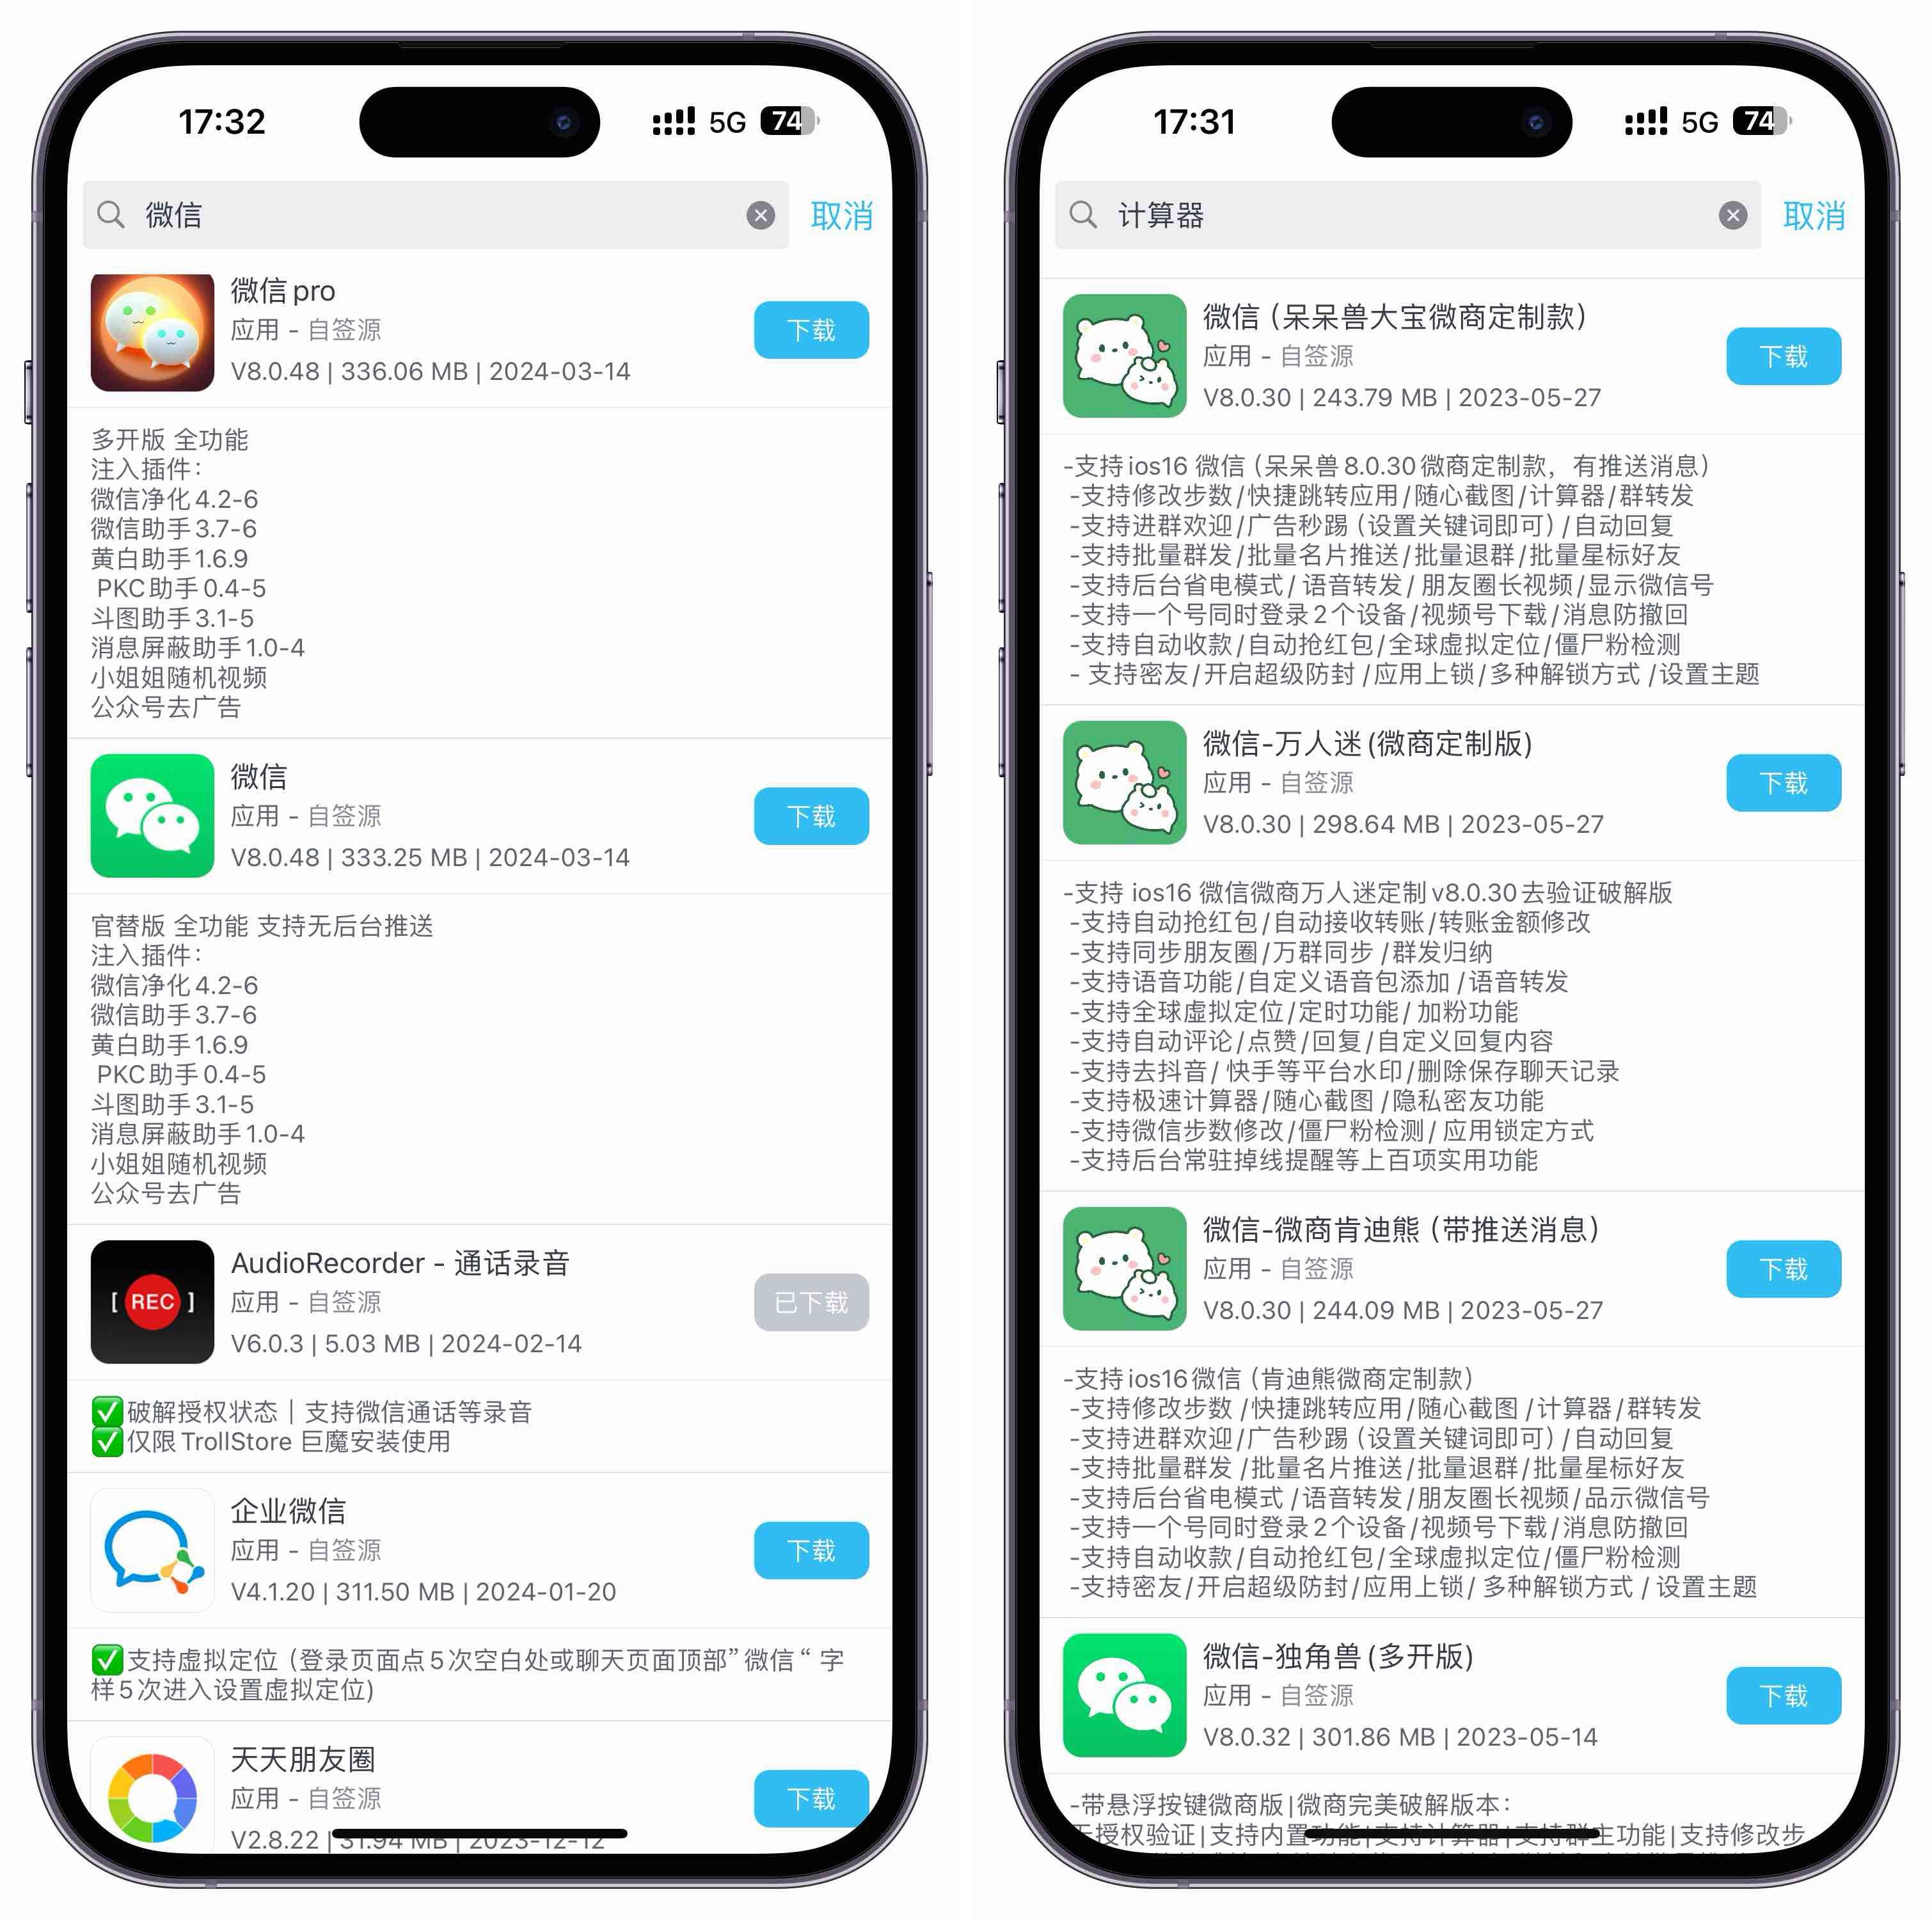 17:32
5G 74
微信
取消
微信pro
应用 - 自签源
V8.0.48 | 336.06 MB | 2024-03-14
下载
多开版 全功能
注入插件：
微信净化4.2-6
微信助手3.7-6
黄白助手1.6.9
PKC助手0.4-5
斗图助手3.1-5
消息屏蔽助手1.0-4
小姐姐随机视频
公众号去广告
微信
应用 - 自签源
V8.0.48 | 333.25 MB | 2024-03-14
下载
官替版 全功能 支持无后台推送
注入插件：
微信净化4.2-6
微信助手3.7-6
黄白助手1.6.9
PKC助手0.4-5
斗图助手3.1-5
消息屏蔽助手1.0-4
小姐姐随机视频
公众号去广告
[ REC ]
AudioRecorder - 通话录音
应用 - 自签源
V6.0.3 | 5.03 MB | 2024-02-14
已下载
✅破解授权状态｜支持微信通话等录音
✅仅限TrollStore 巨魔安装使用
企业微信
应用 - 自签源
V4.1.20 | 311.50 MB | 2024-01-20
下载
✅支持虚拟定位（登录页面点5次空白处或聊天页面顶部”微信“ 字
样5次进入设置虚拟定位)
天天朋友圈
应用 - 自签源
V2.8.22 | 31.94 MB | 2023-12-12
下载
17:31
5G 74
计算器
取消
微信（呆呆兽大宝微商定制款）
应用 - 自签源
V8.0.30 | 243.79 MB | 2023-05-27
下载
-支持ios16 微信（呆呆兽8.0.30微商定制款，有推送消息）
-支持修改步数/快捷跳转应用/随心截图/计算器/群转发
-支持进群欢迎/广告秒踢（设置关键词即可）/自动回复
-支持批量群发/批量名片推送/批量退群/批量星标好友
-支持后台省电模式/ 语音转发/ 朋友圈长视频/显示微信号
-支持一个号同时登录2个设备/视频号下载/消息防撤回
-支持自动收款/自动抢红包/全球虚拟定位/僵尸粉检测
- 支持密友/开启超级防封 /应用上锁/多种解锁方式 /设置主题
微信-万人迷(微商定制版)
应用 - 自签源
V8.0.30 | 298.64 MB | 2023-05-27
下载
-支持 ios16 微信微商万人迷定制v8.0.30去验证破解版
-支持自动抢红包/自动接收转账/转账金额修改
-支持同步朋友圈/万群同步 /群发归纳
-支持语音功能/自定义语音包添加 /语音转发
-支持全球虚拟定位/定时功能/ 加粉功能
-支持自动评论/点赞/回复/自定义回复内容
-支持去抖音/ 快手等平台水印/删除保存聊天记录
-支持极速计算器/随心截图 /隐私密友功能
-支持微信步数修改/僵尸粉检测/ 应用锁定方式
-支持后台常驻掉线提醒等上百项实用功能
微信-微商肯迪熊（带推送消息）
应用 - 自签源
V8.0.30 | 244.09 MB | 2023-05-27
下载
-支持ios16微信（肯迪熊微商定制款）
-支持修改步数 /快捷跳转应用/随心截图 /计算器/群转发
-支持进群欢迎/广告秒踢（设置关键词即可）/自动回复
-支持批量群发 /批量名片推送/批量退群/批量星标好友
-支持后台省电模式 /语音转发/朋友圈长视频/品示微信号
-支持一个号同时登录2个设备/视频号下载/消息防撤回
-支持自动收款/自动抢红包/全球虚拟定位/僵尸粉检测
-支持密友/开启超级防封/应用上锁/ 多种解锁方式 / 设置主题
微信-独角兽(多开版)
应用 - 自签源
V8.0.32 | 301.86 MB | 2023-05-14
下载
-带悬浮按键微商版|微商完美破解版本：
无授权验证|支持内置功能|支持计算器|支持群主功能|支持修改步